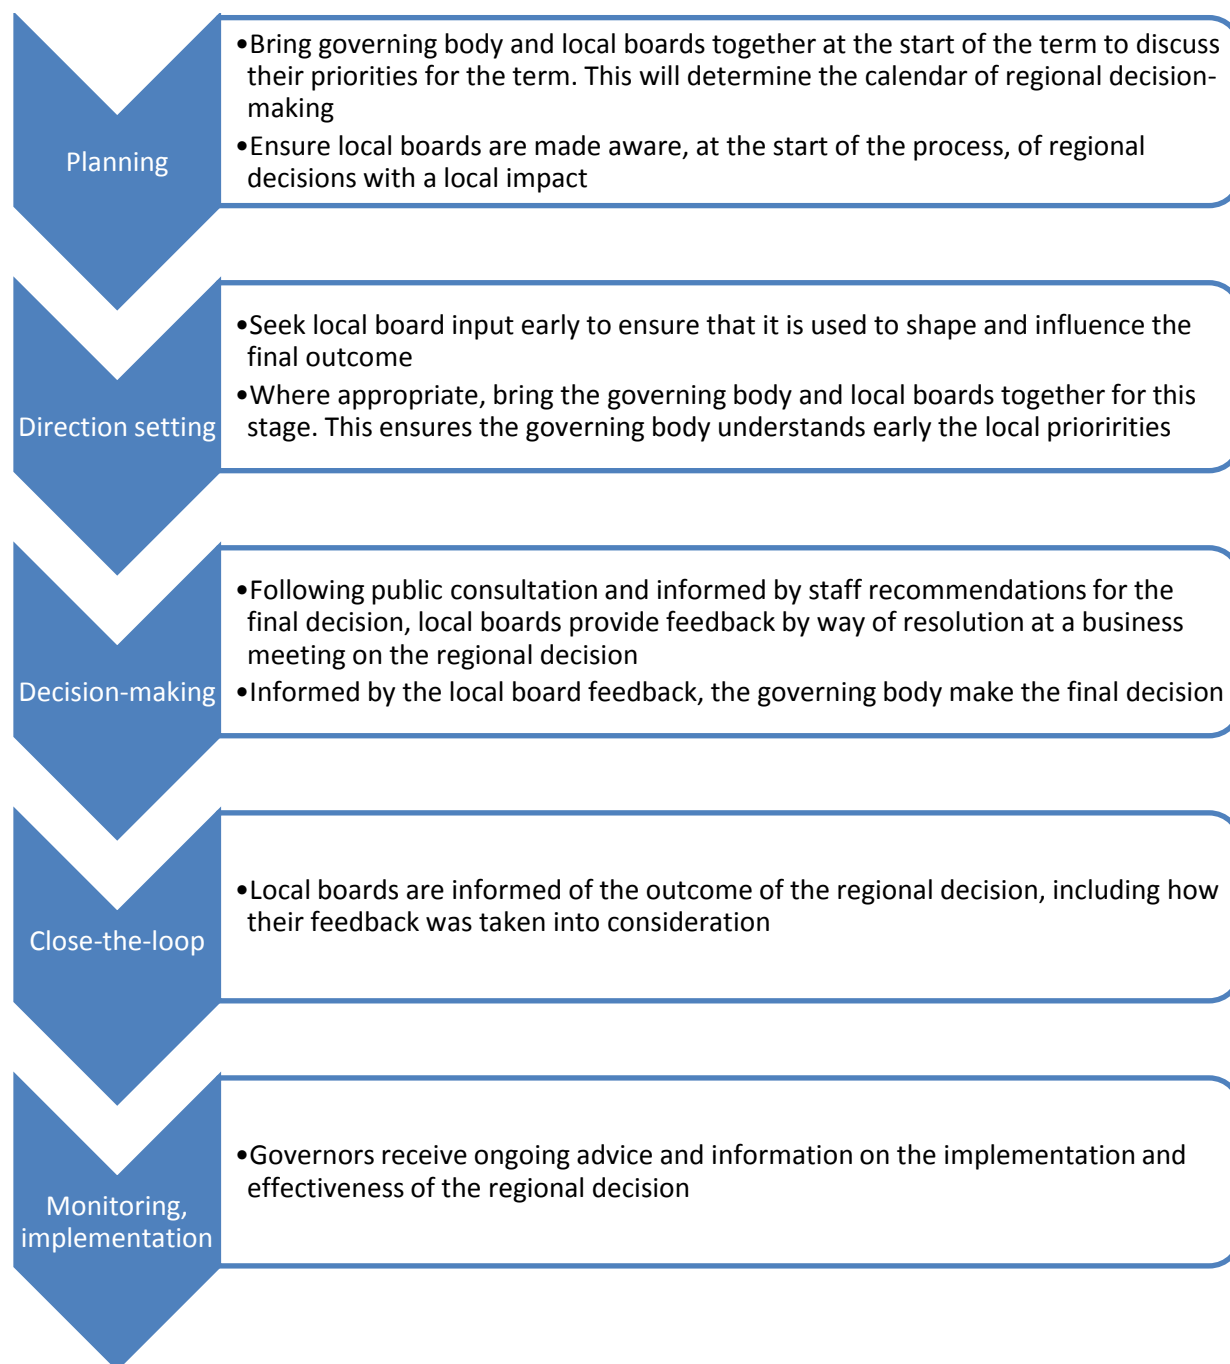 Planning
•Bring governing body and local boards together at the start of the term to discuss
their priorities for the term. This will determine the calendar of regional decision-
making
•Ensure local boards are made aware, at the start of the process, of regional
decisions with a local impact
Direction setting
•Seek local board input early to ensure that it is used to shape and influence the
final outcome
•Where appropriate, bring the governing body and local boards together for this
stage. This ensures the governing body understands early the local prioririties
Decision-making
•Following public consultation and informed by staff recommendations for the
final decision, local boards provide feedback by way of resolution at a business
meeting on the regional decision
•Informed by the local board feedback, the governing body make the final decision
Close-the-loop
•Local boards are informed of the outcome of the regional decision, including how
their feedback was taken into consideration
Monitoring,
implementation
•Governors receive ongoing advice and information on the implementation and
effectiveness of the regional decision